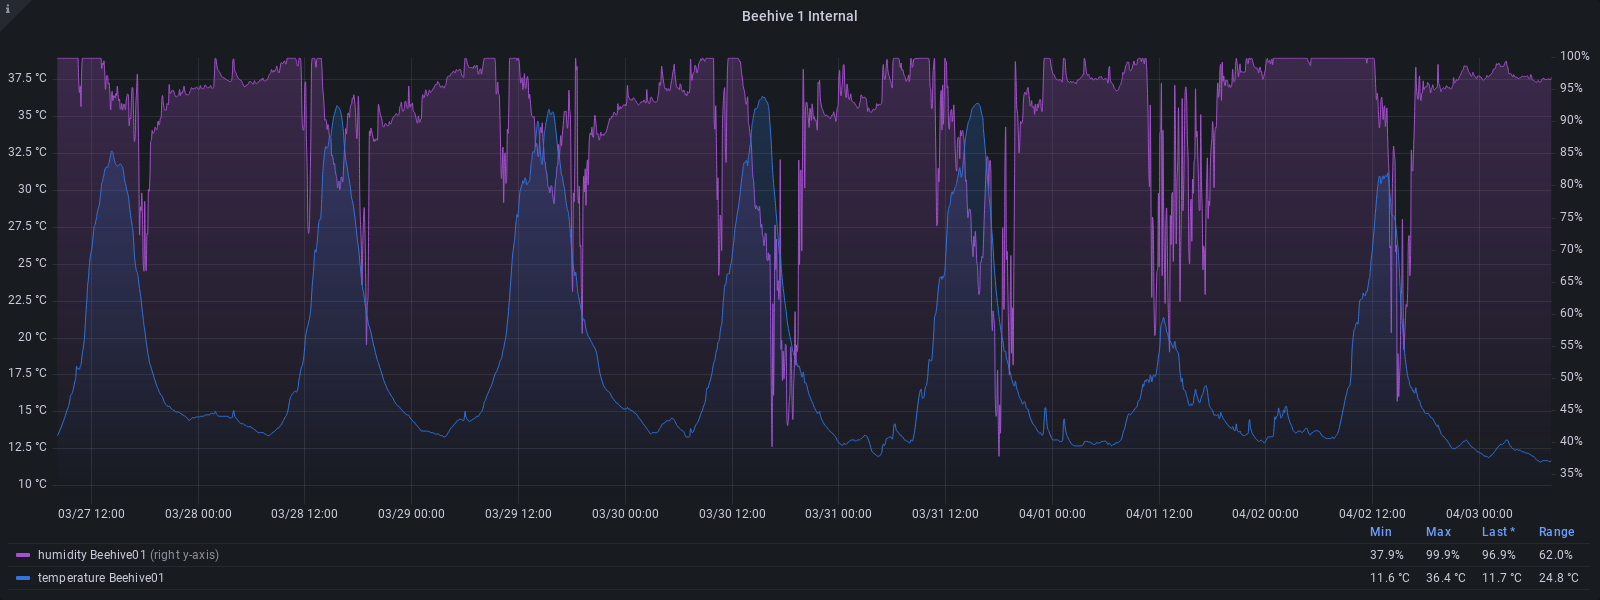 i
Beehive 1 Internal
37.5 °C
35 °C
32.5 °C
30 °C
27.5 °C
25 °C
22.5 °C
20 °C
17.5 °C
15 °C
12.5 °C
10 °C
100%
95%
90%
85%
80%
75%
70%
65%
60%
55%
50%
45%
40%
35%
03/27 12:00 03/28 00:00 03/28 12:00 03/29 00:00 03/29 12:00 03/30 00:00 03/30 12:00 03/31 00:00 03/31 12:00 04/01 00:00 04/01 12:00 04/02 00:00 04/02 12:00 04/03 00:00
Min Max Last * Range
humidity Beehive01 (right y-axis) 37.9% 99.9% 96.9% 62.0%
temperature Beehive01 11.6 °C 36.4 °C 11.7 °C 24.8 °C